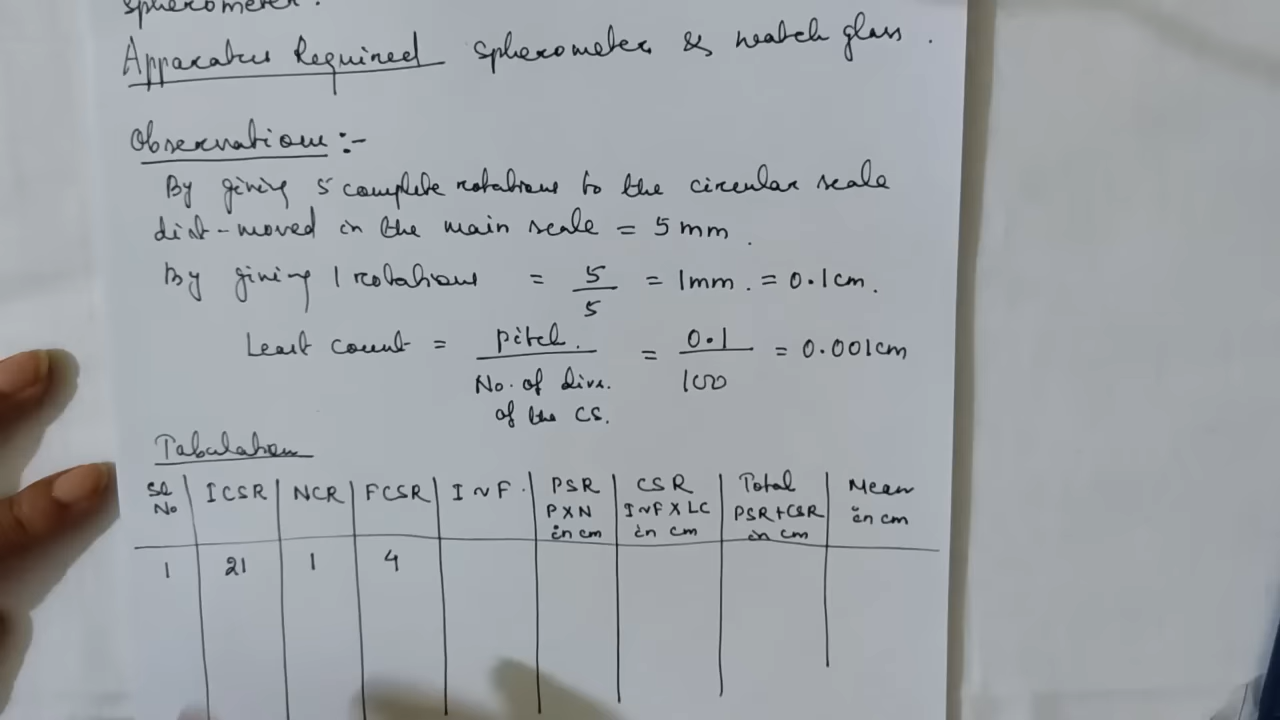 spherometer.
Apparatus Required spherometer & watch glass.
Observation :-
By giving 5 complete rotations to the circular scale
dist-moved in the main scale = 5 mm.
By giving 1 rotations = 5/5 = 1mm. = 0.1cm.
Least count = pitch. / No. of divs. of the CS. = 0.1/100 = 0.001cm
Tabulation
Sl No | ICSR | NCR | FCSR | I ~ F. | PSR P X N in cm | CSR I~F X LC in cm | Total PSR+CSR in cm | Mean in cm
1 | 21 | 1 | 4